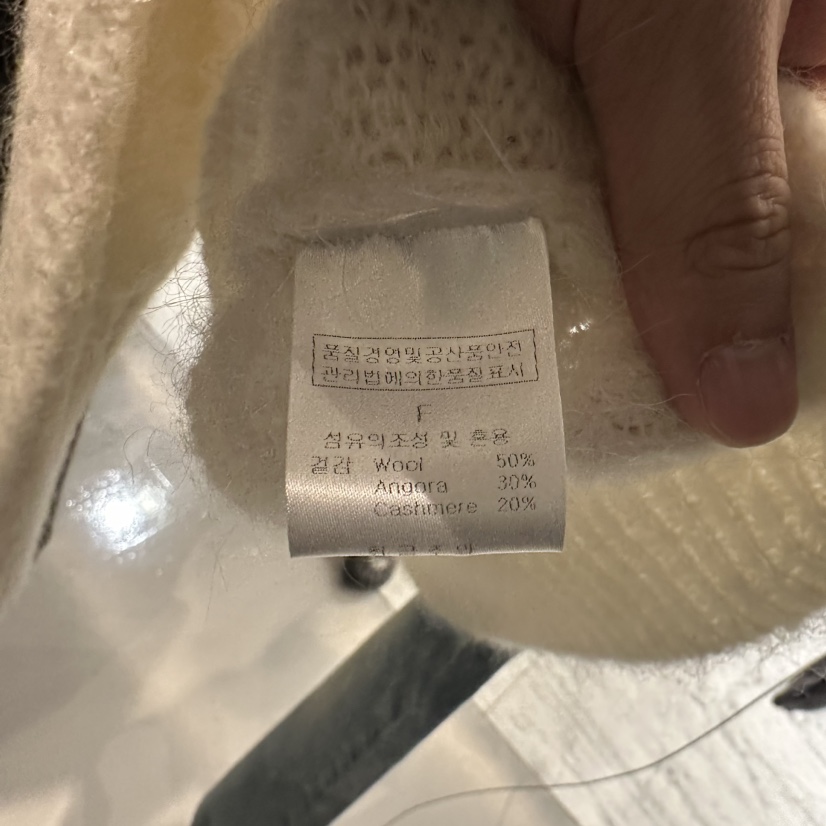 품질경영및공산품안전
관리법에의한품질표시
F
섬유의조성 및 혼용
겉감 Wool 50%
Angora 30%
Cashmere 20%